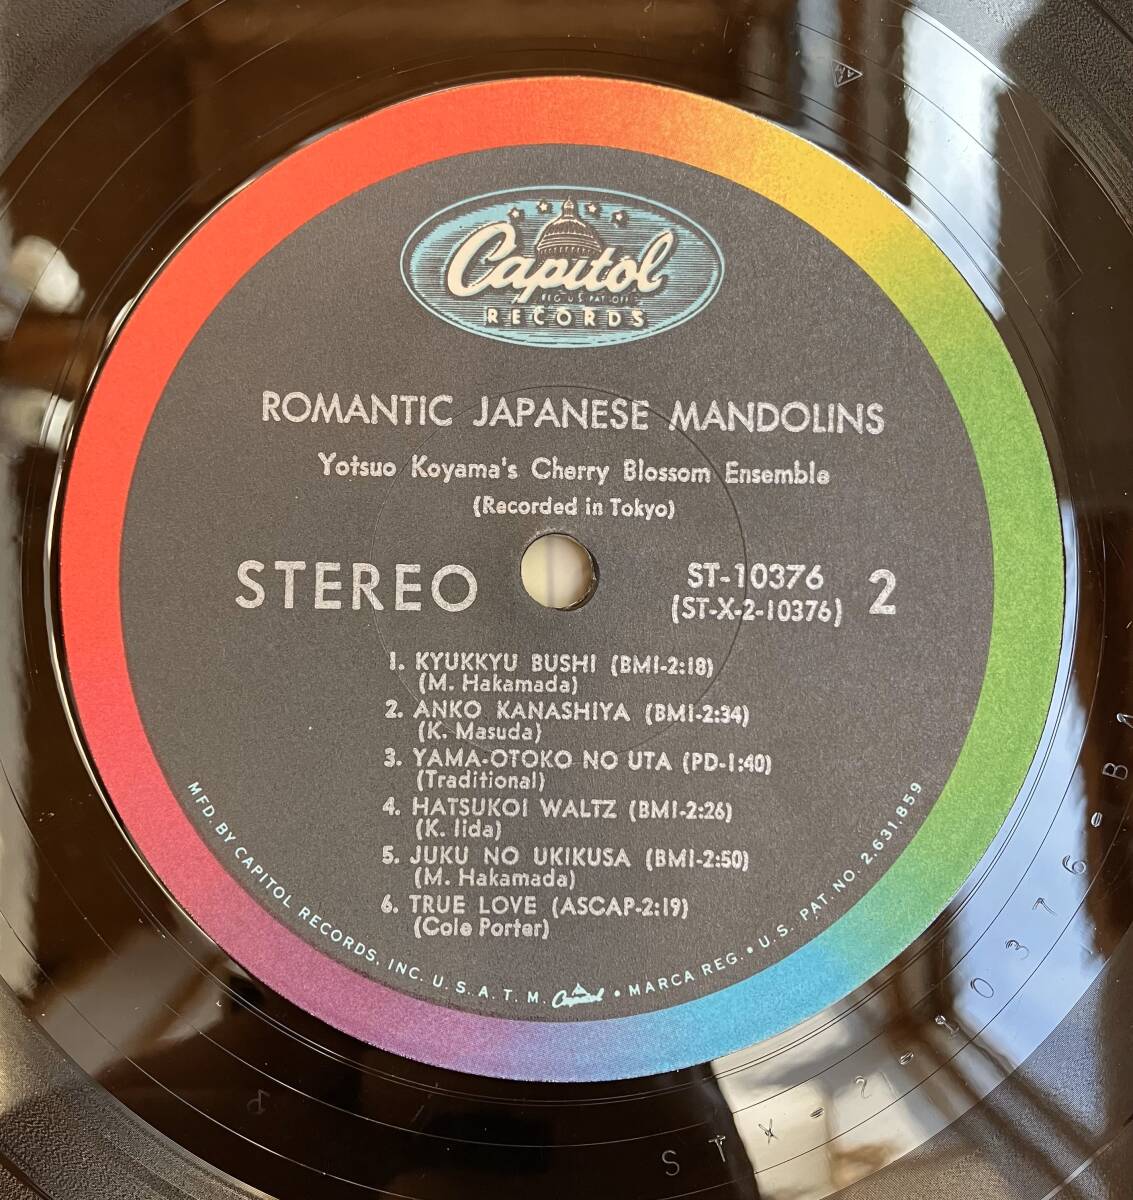 Capitol
REG. U.S. PAT. OFF.
RECORDS
ROMANTIC JAPANESE MANDOLINS
Yotsuo Koyama's Cherry Blossom Ensemble
(Recorded in Tokyo)
STEREO
ST-10376
(ST-X-2-10376)
2
1. KYUKKYU BUSHI (BMI-2:18)
(M. Hakamada)
2. ANKO KANASHIYA (BMI-2:34)
(K. Masuda)
3. YAMA-OTOKO NO UTA (PD-1:40)
(Traditional)
4. HATSUKOI WALTZ (BMI-2:26)
(K. Iida)
5. JUKU NO UKIKUSA (BMI-2:50)
(M. Hakamada)
6. TRUE LOVE (ASCAP-2:19)
(Cole Porter)
MFD. BY CAPITOL RECORDS, INC. U.S.A. T.M. Capitol • MARCA REG. • U.S. PAT. NO. 2,631,859
STX-2-10376-B